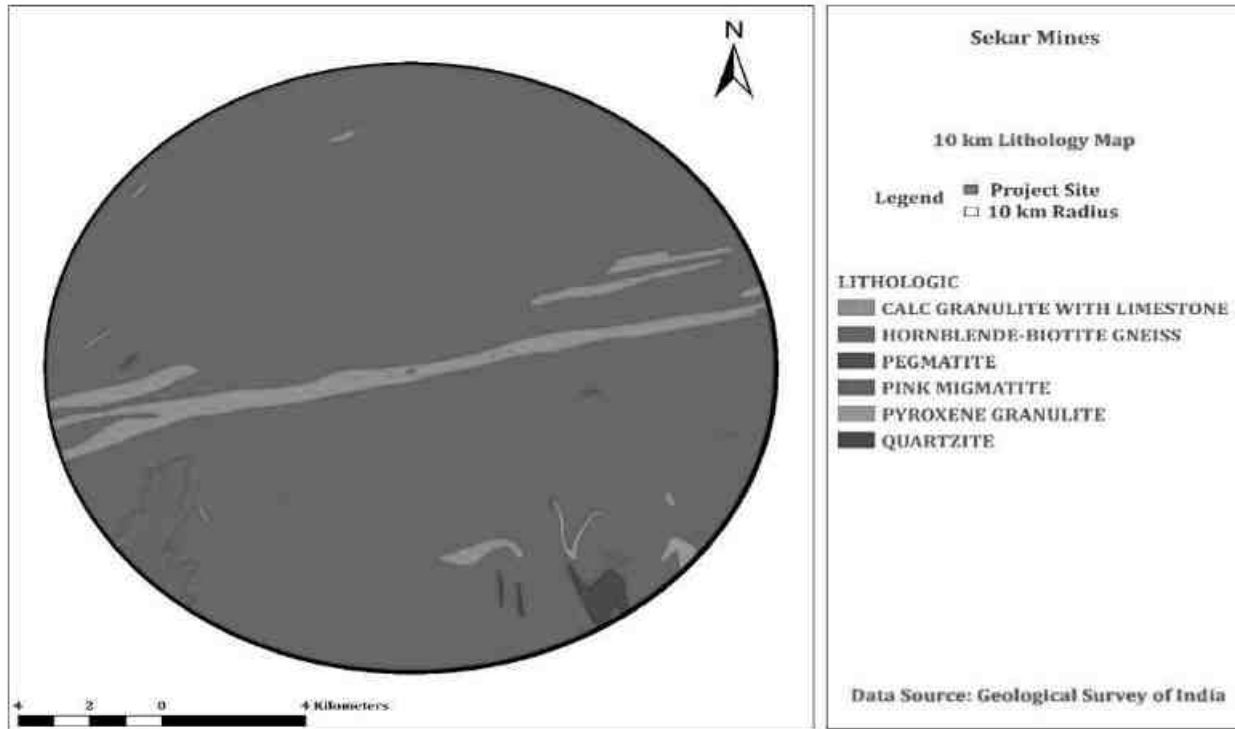 N
4 2 0 4 Kilometers
Sekar Mines
10 km Lithology Map
Legend
Project Site
10 km Radius
LITHOLOGIC
CALC GRANULITE WITH LIMESTONE
HORNBLENDE-BIOTITE GNEISS
PEGMATITE
PINK MIGMATITE
PYROXENE GRANULITE
QUARTZITE
Data Source: Geological Survey of India